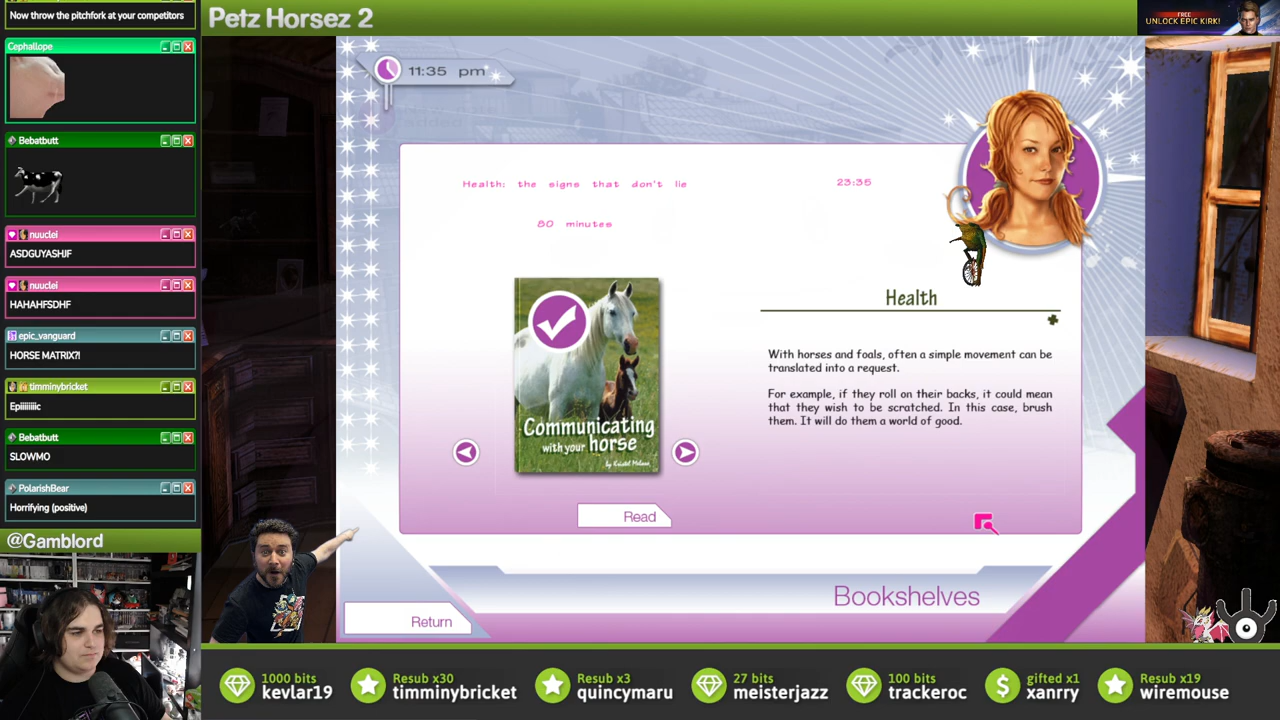 Now throw the pitchfork at your competitors
Cephallope
Bebatbutt
nuuclei
ASDGUYASHJF
nuuclei
HAHAHFSDHF
epic_vanguard
HORSE MATRIX?!
timminybricket
Epiiiiiiiic
Bebatbutt
SLOWMO
PolarishBear
Horrifying (positive)
@Gamblord
Petz Horsez 2
FREE
UNLOCK EPIC KIRK!
11:35 pm
Health: the signs that don't lie
23:35
80 minutes
Communicating
with your horse
Health
With horses and foals, often a simple movement can be
translated into a request.
For example, if they roll on their backs, it could mean
that they wish to be scratched. In this case, brush
them. It will do them a world of good.
Read
Bookshelves
Return
1000 bits
kevlar19
Resub x30
timminybricket
Resub x3
quincymaru
27 bits
meisterjazz
100 bits
trackeroc
gifted x1
xanrry
Resub x19
wiremouse